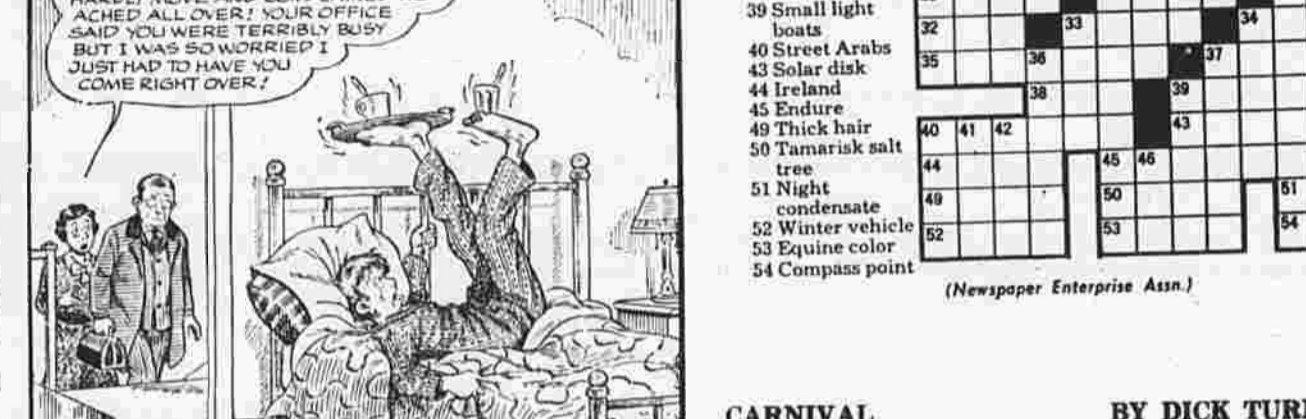 ACHED ALL OVER! YOUR OFFICE
SAID YOU WERE TERRIBLY BUSY
BUT I WAS SO WORRIED I
JUST HAD TO HAVE YOU
COME RIGHT OVER!
39 Small light
boats
40 Street Arabs
43 Solar disk
44 Ireland
45 Endure
49 Thick hair
50 Tamarisk salt
tree
51 Night
condensate
52 Winter vehicle
53 Equine color
54 Compass point
32 33 34
35 36 37
38 39
40 41 42 43
44 45 46
49 50 51
52 53 54
(Newspaper Enterprise Assn.)
CARNIVAL
BY DICK